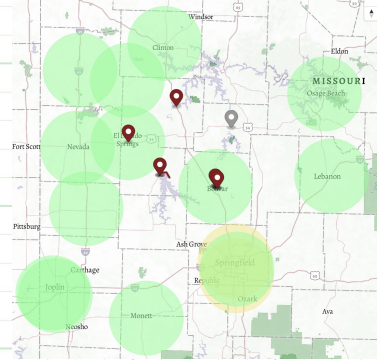 Windsor
Clinton
Eldon
MISSOURI
Osage Beach
Fort Scott
Nevada
El Dorado
Springs
Lebanon
Bolivar
Pittsburg
Ash Grove
Springfield
Carthage
Joplin
Republic
Ozark
Monett
Ava
Neosho